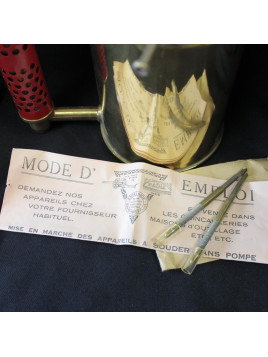 MODE D' EMPLOI
DEMANDEZ NOS
APPAREILS CHEZ
VOTRE FOURNISSEUR
HABITUEL.
EN VENTE DANS
LES QUINCAILLERIES
MAISONS D'OUTILLAGE
ETC. ETC.
MISE EN MARCHE DES APPAREILS A SOUDER SANS POMPE